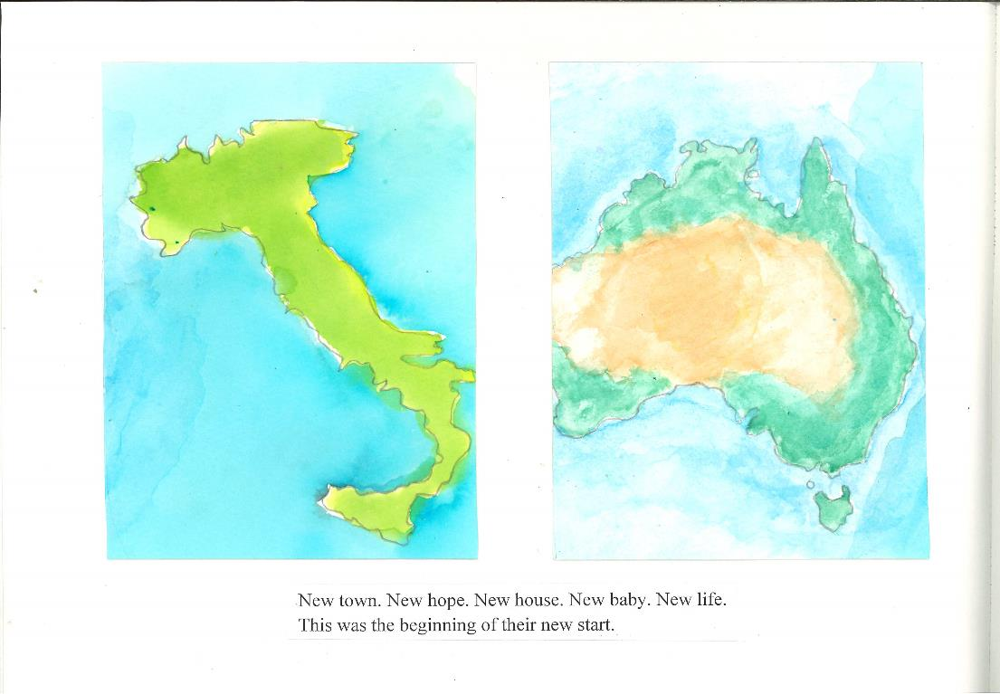 New town. New hope. New house. New baby. New life.
This was the beginning of their new start.